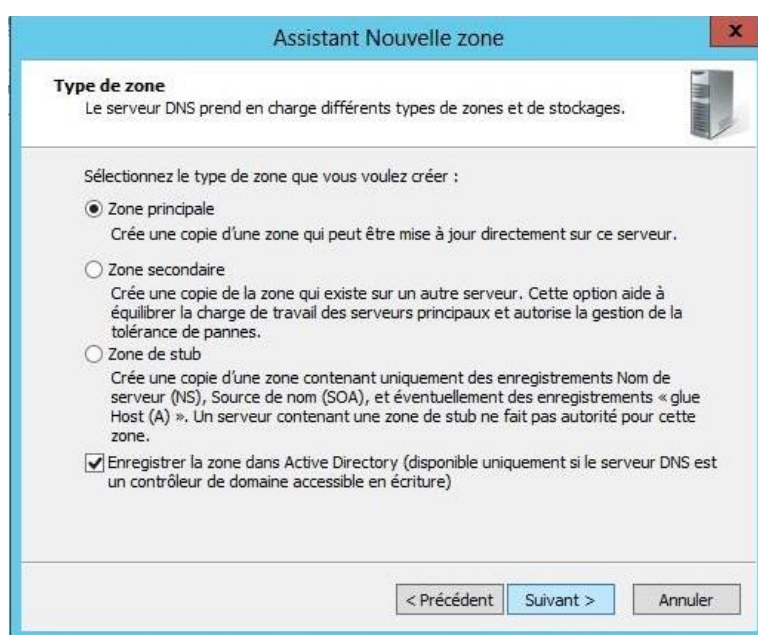 Assistant Nouvelle zone
x
Type de zone
Le serveur DNS prend en charge différents types de zones et de stockages.
Sélectionnez le type de zone que vous voulez créer :
Zone principale
Crée une copie d'une zone qui peut être mise à jour directement sur ce serveur.
Zone secondaire
Crée une copie de la zone qui existe sur un autre serveur. Cette option aide à
équilibrer la charge de travail des serveurs principaux et autorise la gestion de la
tolérance de pannes.
Zone de stub
Crée une copie d'une zone contenant uniquement des enregistrements Nom de
serveur (NS), Source de nom (SOA), et éventuellement des enregistrements « glue
Host (A) ». Un serveur contenant une zone de stub ne fait pas autorité pour cette
zone.
Enregistrer la zone dans Active Directory (disponible uniquement si le serveur DNS est
un contrôleur de domaine accessible en écriture)
< Précédent Suivant > Annuler